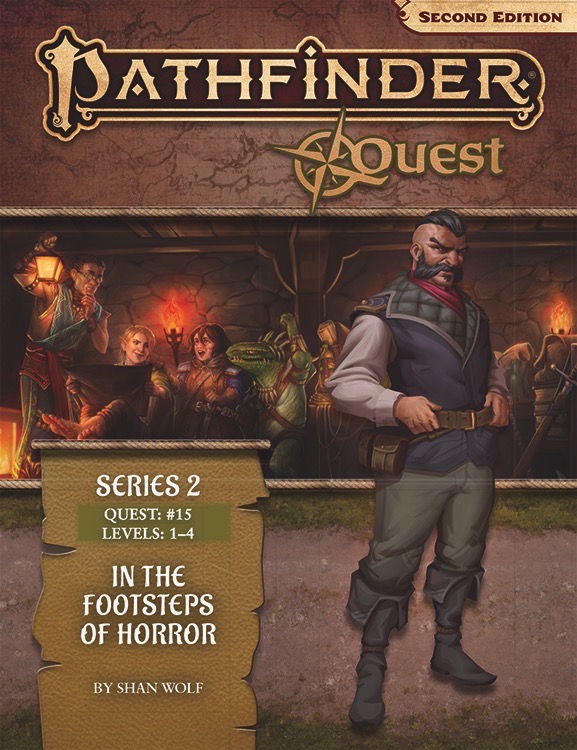 SECOND EDITION
PATHFINDER®
QUEST
SERIES 2
QUEST: #15
LEVELS: 1–4
IN THE
FOOTSTEPS
OF HORROR
BY SHAN WOLF